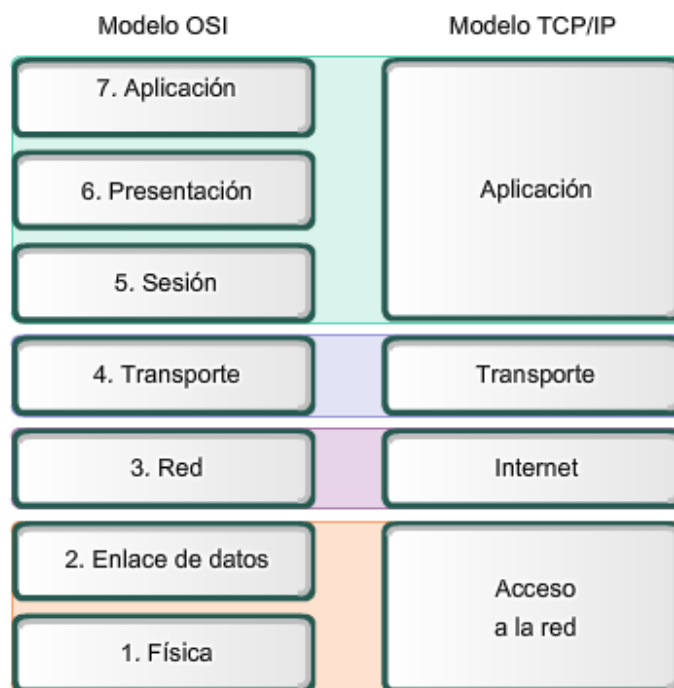 Modelo OSI
Modelo TCP/IP
7. Aplicación
6. Presentación
5. Sesión
Aplicación
4. Transporte
Transporte
3. Red
Internet
2. Enlace de datos
1. Física
Acceso
a la red